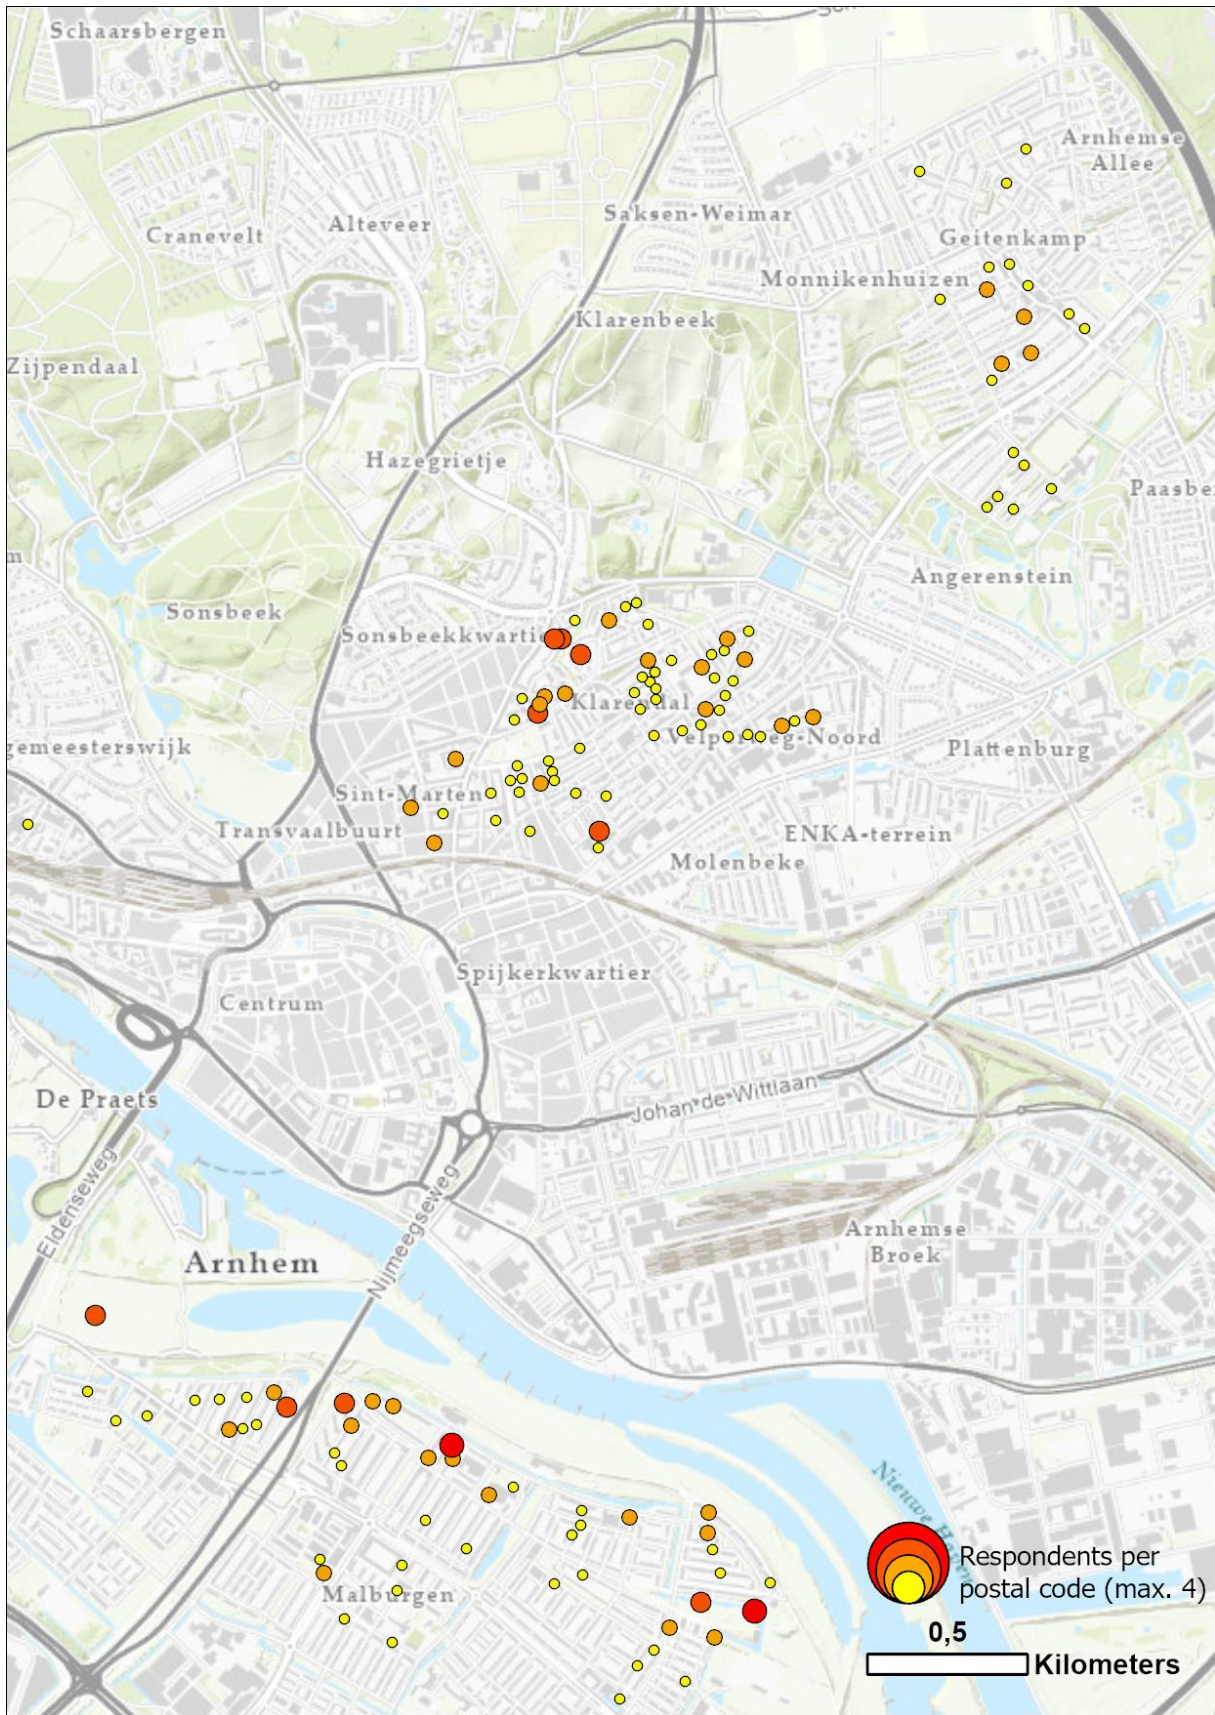 Schaarsbergen
Arnhemse
Allee
Saksen-Weimar
Alteveer
Cranevelt
Geitenkamp
Monnikenhuizen
Klarenbeek
Zijpendaal
Hazegrietje
Paasbe
Angerenstein
Sonsbeek
Sonsbeekkwartie
Klarendal
gemeesterswijk
Velperweg-Noord
Plattenburg
Sint-Marten
Transvaalbuurt
ENKA-terrein
Molenbeke
Spijkerkwartier
Centrum
De Praets
Johan de Wittlaan
Eldenseweg
Nijmeegseweg
Arnhemse
Broek
Arnhem
Nieuwe Haven
Malburgen
Respondents per
postal code (max. 4)
0,5
Kilometers